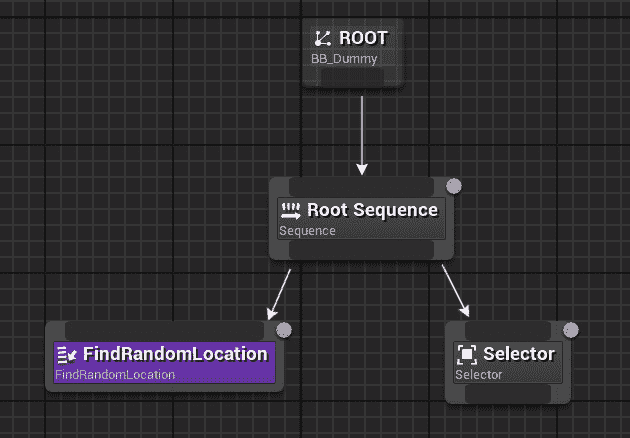 ROOT
BB_Dummy
Root Sequence
Sequence
FindRandomLocation
FindRandomLocation
Selector
Selector